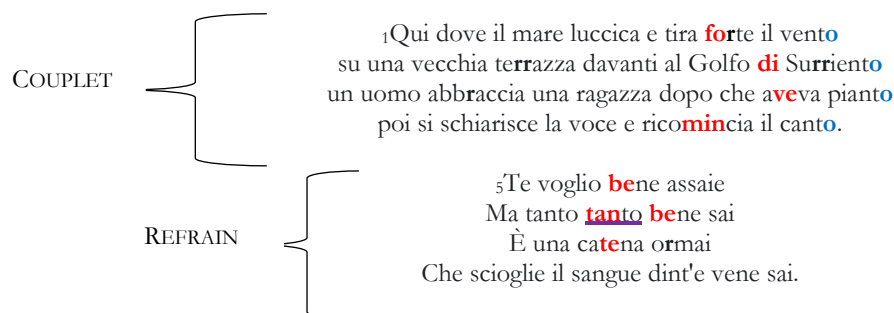 COUPLET
1Qui dove il mare luccica e tira forte il vento
su una vecchia terrazza davanti al Golfo di Surriento
un uomo abbraccia una ragazza dopo che aveva pianto
poi si schiarisce la voce e ricomincia il canto.
REFRAIN
5Te voglio bene assaie
Ma tanto tanto bene sai
È una catena ormai
Che scioglie il sangue dint'e vene sai.